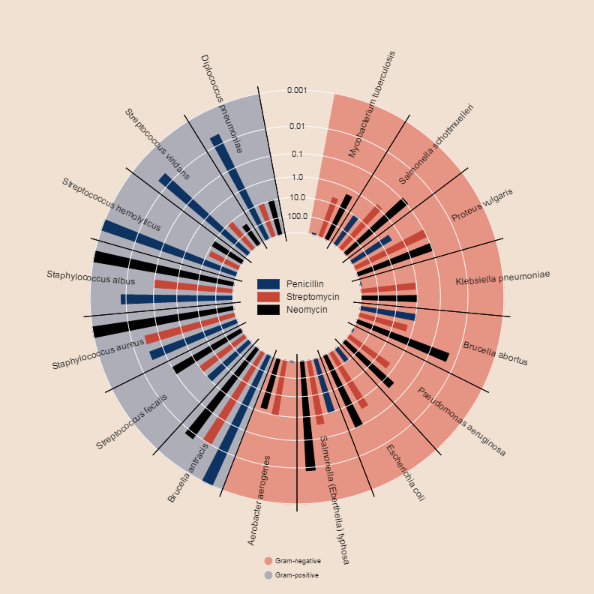 0.001
0.01
0.1
1.0
10.0
100.0
Mycobacterium tuberculosis
Salmonella schottmuelleri
Proteus vulgaris
Klebsiella pneumoniae
Brucella abortus
Pseudomonas aeruginosa
Escherichia coli
Salmonella (Eberthella) typhosa
Aerobacter aerogenes
Brucella antracis
Streptococcus fecalis
Staphylococcus aureus
Staphylococcus albus
Streptococcus hemolyticus
Streptococcus viridans
Diplococcus pneumoniae
Penicillin
Streptomycin
Neomycin
Gram-negative
Gram-positive